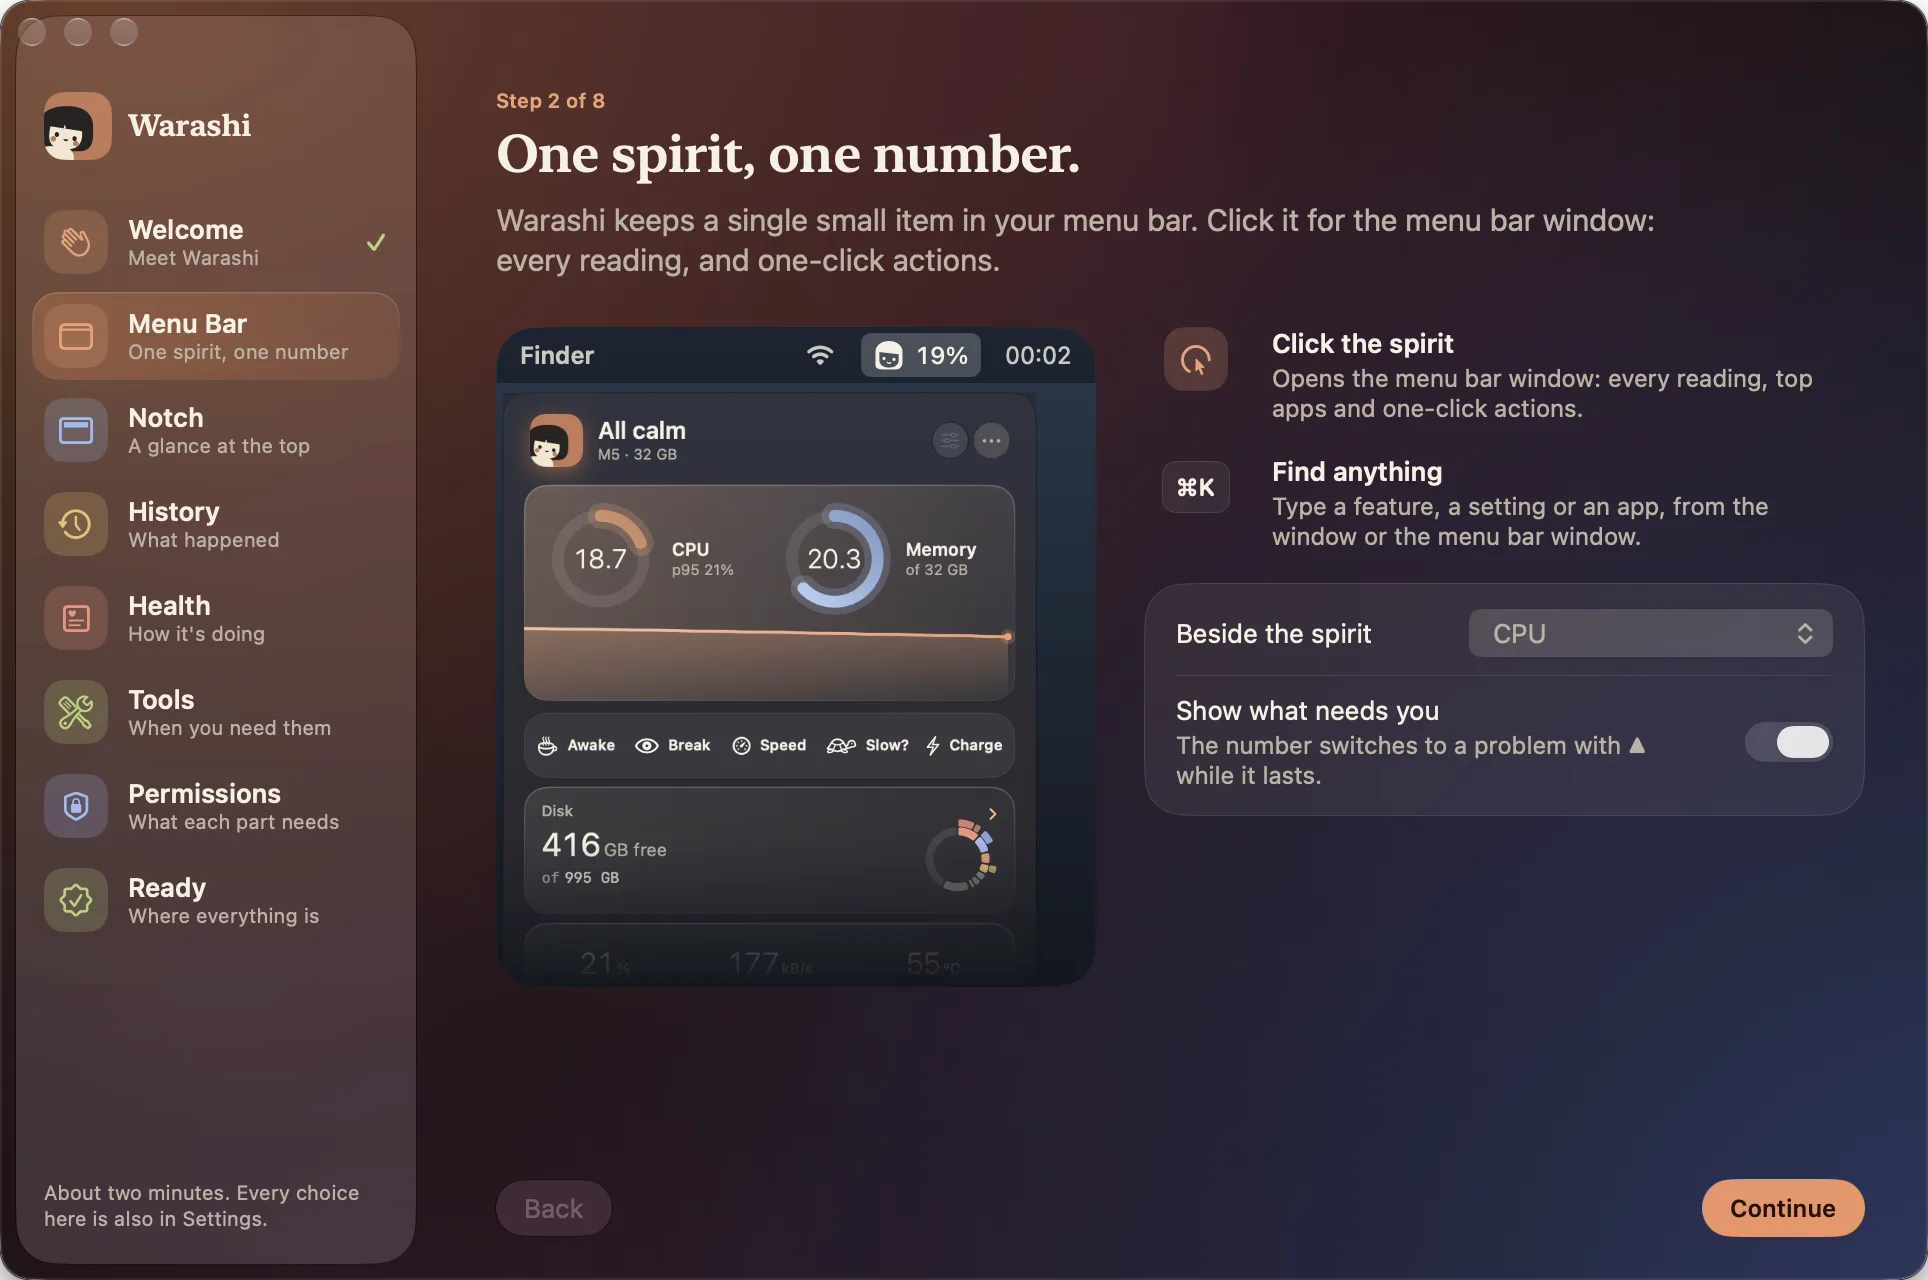 Warashi
Welcome
Meet Warashi
Menu Bar
One spirit, one number
Notch
A glance at the top
History
What happened
Health
How it's doing
Tools
When you need them
Permissions
What each part needs
Ready
Where everything is
About two minutes. Every choice
here is also in Settings.
Step 2 of 8
One spirit, one number.
Warashi keeps a single small item in your menu bar. Click it for the menu bar window:
every reading, and one-click actions.
Finder 19% 00:02
All calm
M5 · 32 GB
18.7 CPU
p95 21%
20.3 Memory
of 32 GB
Awake Break Speed Slow? Charge
Disk
416 GB free
of 995 GB
21% 177 kB/s 55°C
Click the spirit
Opens the menu bar window: every reading, top
apps and one-click actions.
⌘K
Find anything
Type a feature, a setting or an app, from the
window or the menu bar window.
Beside the spirit CPU
Show what needs you
The number switches to a problem with ▲
while it lasts.
Back
Continue